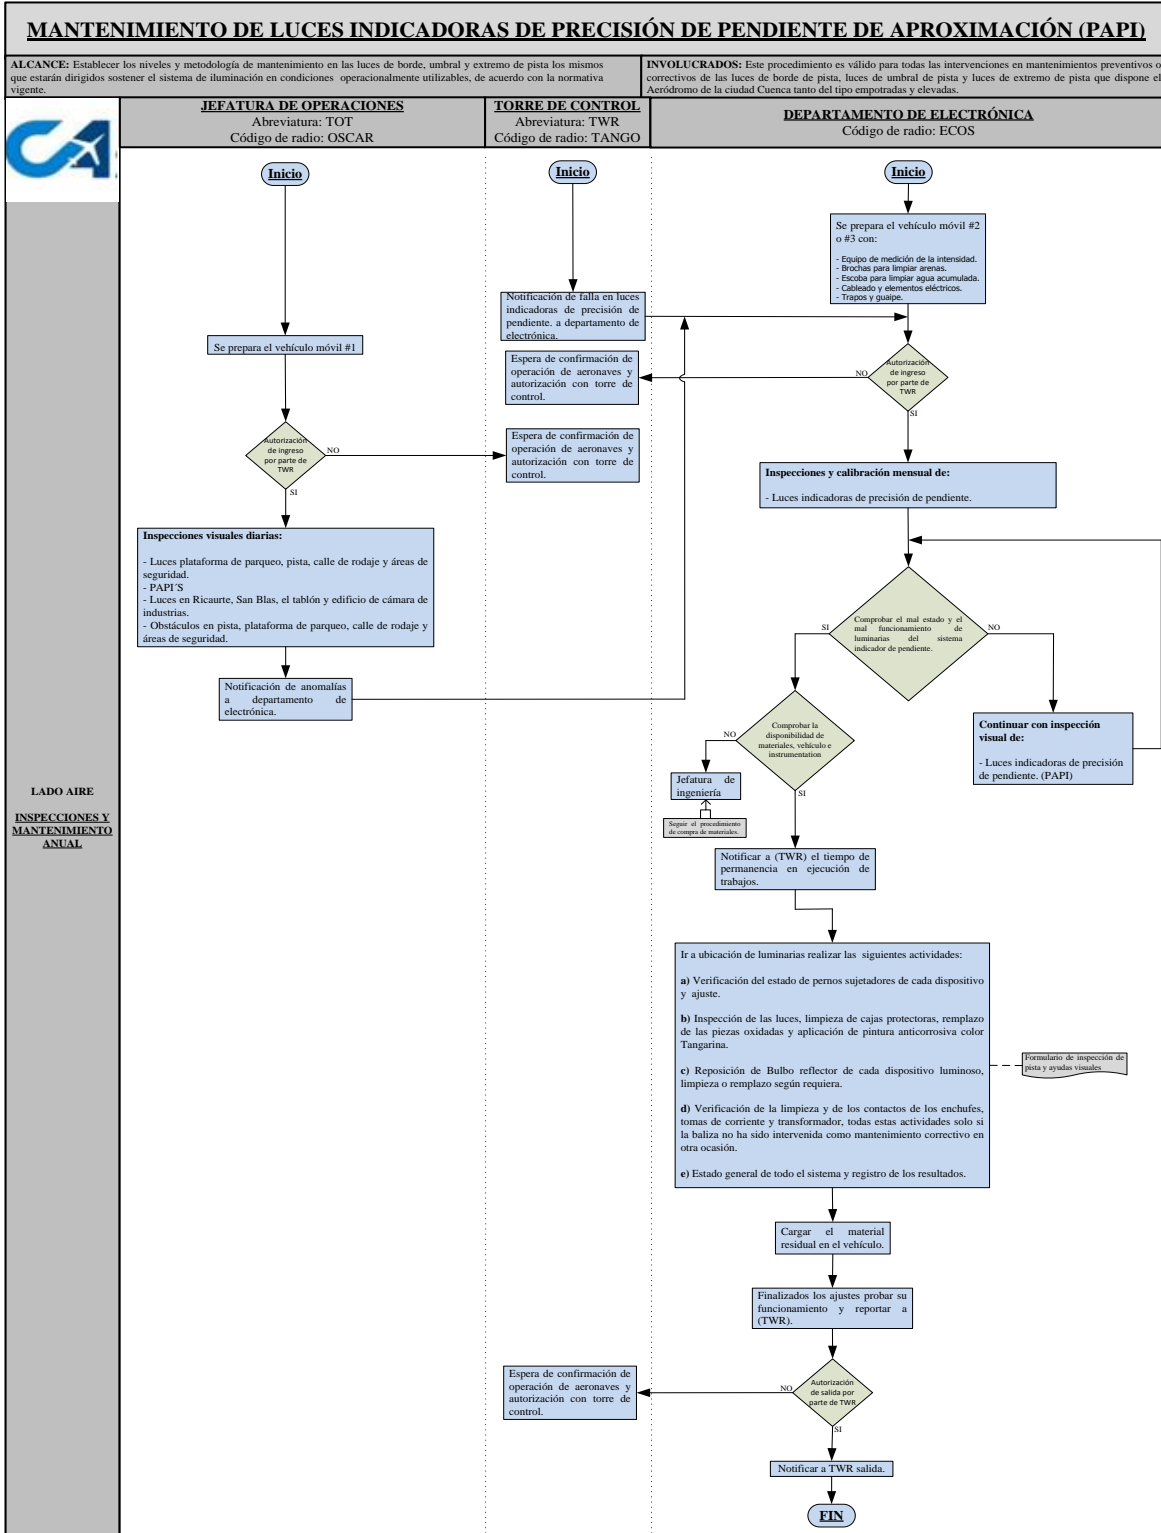 MANTENIMIENTO DE LUCES INDICADORAS DE PRECISIÓN DE PENDIENTE DE APROXIMACIÓN (PAPI)
ALCANCE: Establecer los niveles y metodología de mantenimiento en las luces de borde, umbral y extremo de pista los mismos
que estarán dirigidos sostener el sistema de iluminación en condiciones operacionalmente utilizables, de acuerdo con la normativa
vigente.
INVOLUCRADOS: Este procedimiento es válido para todas las intervenciones en mantenimientos preventivos o
correctivos de las luces de borde de pista, luces de umbral de pista y luces de extremo de pista que dispone el
Aeródromo de la ciudad Cuenca tanto del tipo empotradas y elevadas.
JEFATURA DE OPERACIONES
Abreviatura: TOT
Código de radio: OSCAR
TORRE DE CONTROL
Abreviatura: TWR
Código de radio: TANGO
DEPARTAMENTO DE ELECTRÓNICA
Código de radio: ECOS
CA
LADO AIRE
INSPECCIONES Y
MANTENIMIENTO
ANUAL
Inicio
Se prepara el vehículo móvil #1
Autorización
de ingreso
por parte de
TWR
NO
SI
Inspecciones visuales diarias:
- Luces plataforma de parqueo, pista, calle de rodaje y áreas de
seguridad.
- PAPI´S
- Luces en Ricaurte, San Blas, el tablón y edificio de cámara de
industrias.
- Obstáculos en pista, plataforma de parqueo, calle de rodaje y
áreas de seguridad.
Notificación de anomalías
a departamento de
electrónica.
Inicio
Notificación de falla en luces
indicadoras de precisión de
pendiente. a departamento de
electrónica.
Espera de confirmación de
operación de aeronaves y
autorización con torre de
control.
Espera de confirmación de
operación de aeronaves y
autorización con torre de
control.
Inicio
Se prepara el vehículo móvil #2
o #3 con:
- Equipo de medición de la intensidad.
- Brochas para limpiar arenas.
- Escoba para limpiar agua acumulada.
- Cableado y elementos eléctricos.
- Trapos y guaipe.
Autorización
de ingreso
por parte de
TWR
NO
SI
Inspecciones y calibración mensual de:
- Luces indicadoras de precisión de pendiente.
Comprobar el mal estado y el
mal funcionamiento de
luminarias del sistema
indicador de pendiente.
SI
NO
Continuar con inspección
visual de:
- Luces indicadoras de precisión
de pendiente. (PAPI)
Comprobar la
disponibilidad de
materiales, vehículo e
instrumentation
NO
SI
Jefatura de
ingeniería
Seguir el procedimiento
de compra de materiales.
Notificar a (TWR) el tiempo de
permanencia en ejecución de
trabajos.
Ir a ubicación de luminarias realizar las siguientes actividades:
a) Verificación del estado de pernos sujetadores de cada dispositivo
y ajuste.
b) Inspección de las luces, limpieza de cajas protectoras, remplazo
de las piezas oxidadas y aplicación de pintura anticorrosiva color
Tangarina.
c) Reposición de Bulbo reflector de cada dispositivo luminoso,
limpieza o remplazo según requiera.
d) Verificación de la limpieza y de los contactos de los enchufes,
tomas de corriente y transformador, todas estas actividades solo si
la baliza no ha sido intervenida como mantenimiento correctivo en
otra ocasión.
e) Estado general de todo el sistema y registro de los resultados.
Formulario de inspección de
pista y ayudas visuales
Cargar el material
residual en el vehículo.
Finalizados los ajustes probar su
funcionamiento y reportar a
(TWR).
Autorización
de salida por
parte de TWR
NO
SI
Espera de confirmación de
operación de aeronaves y
autorización con torre de
control.
Notificar a TWR salida.
FIN